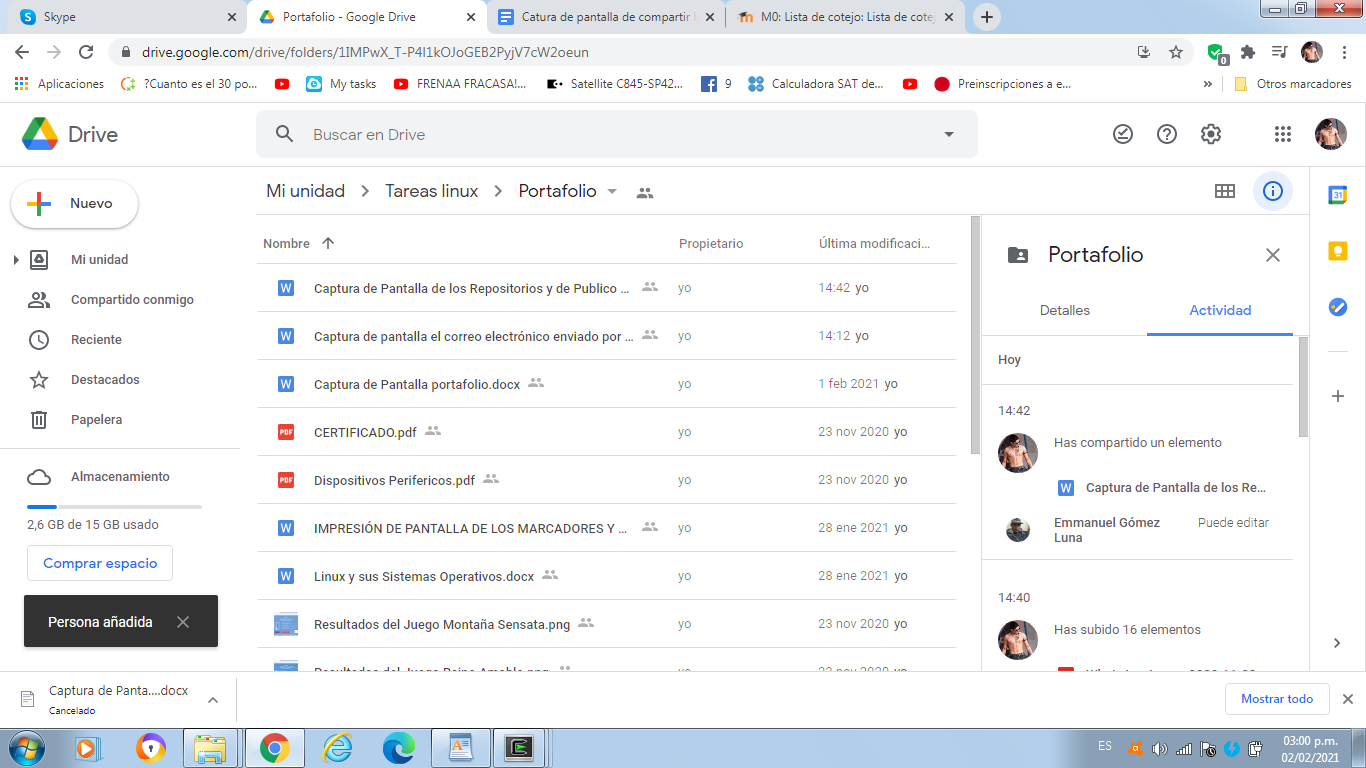 Skype
Portafolio - Google Drive
Catura de pantalla de compartir l
M0: Lista de cotejo: Lista de cote
drive.google.com/drive/folders/1IMPwX_T-P4I1kOJoGEB2PyjV7cW2oeun
0
Aplicaciones
?Cuanto es el 30 po...
My tasks
FRENAA FRACASA!...
Satellite C845-SP42...
9
Calculadora SAT de...
Preinscripciones a e...
»
Otros marcadores
Drive
Buscar en Drive
Nuevo
Mi unidad
Compartido conmigo
Reciente
Destacados
Papelera
Almacenamiento
2,6 GB de 15 GB usado
Comprar espacio
Persona añadida
Mi unidad > Tareas linux > Portafolio
Nombre Propietario Última modificaci...
W Captura de Pantalla de los Repositorios y de Publico ... yo 14:42 yo
W Captura de pantalla el correo electrónico enviado por ... yo 14:12 yo
W Captura de Pantalla portafolio.docx yo 1 feb 2021 yo
PDF CERTIFICADO.pdf yo 23 nov 2020 yo
PDF Dispositivos Perifericos.pdf yo 23 nov 2020 yo
W IMPRESIÓN DE PANTALLA DE LOS MARCADORES Y ... yo 28 ene 2021 yo
W Linux y sus Sistemas Operativos.docx yo 28 ene 2021 yo
Resultados del Juego Montaña Sensata.png yo 23 nov 2020 yo
Portafolio
Detalles
Actividad
Hoy
14:42
Has compartido un elemento
W Captura de Pantalla de los Re...
Emmanuel Gómez Luna
Puede editar
14:40
Has subido 16 elementos
31
Captura de Panta....docx
Cancelado
Mostrar todo
ES
03:00 p.m.
02/02/2021